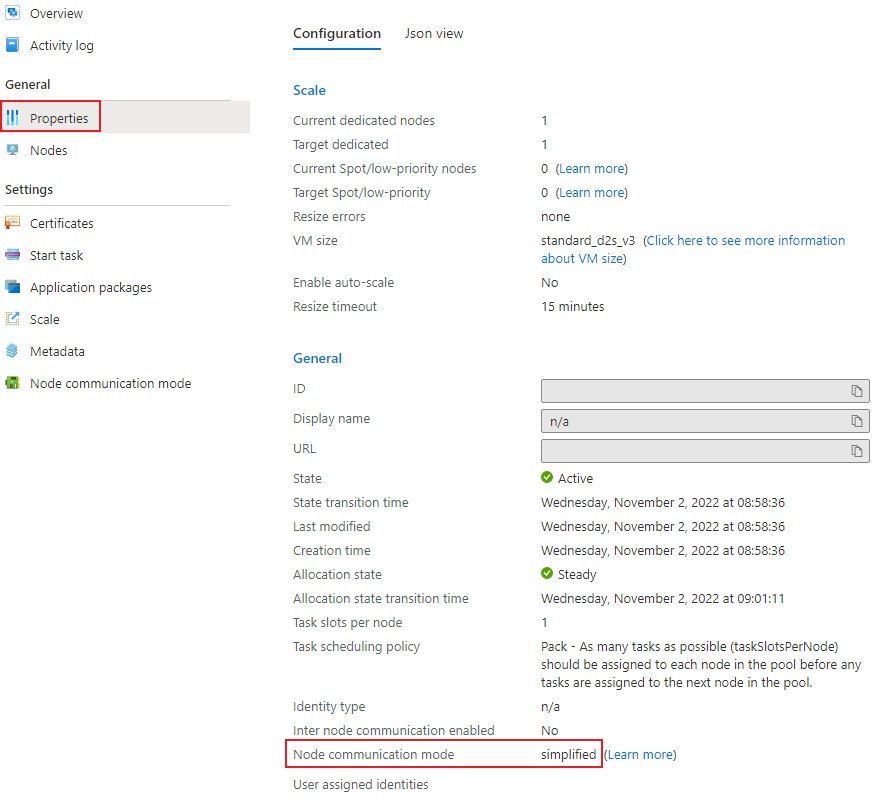 Overview
Activity log
General
Properties
Nodes
Settings
Certificates
Start task
Application packages
Scale
Metadata
Node communication mode
Configuration Json view
Scale
Current dedicated nodes 1
Target dedicated 1
Current Spot/low-priority nodes 0 (Learn more)
Target Spot/low-priority 0 (Learn more)
Resize errors none
VM size standard_d2s_v3 (Click here to see more information
about VM size)
Enable auto-scale No
Resize timeout 15 minutes
General
ID
Display name n/a
URL
State Active
State transition time Wednesday, November 2, 2022 at 08:58:36
Last modified Wednesday, November 2, 2022 at 08:58:36
Creation time Wednesday, November 2, 2022 at 08:58:36
Allocation state Steady
Allocation state transition time Wednesday, November 2, 2022 at 09:01:11
Task slots per node 1
Task scheduling policy Pack - As many tasks as possible (taskSlotsPerNode)
should be assigned to each node in the pool before any
tasks are assigned to the next node in the pool.
Identity type n/a
Inter node communication enabled No
Node communication mode simplified (Learn more)
User assigned identities